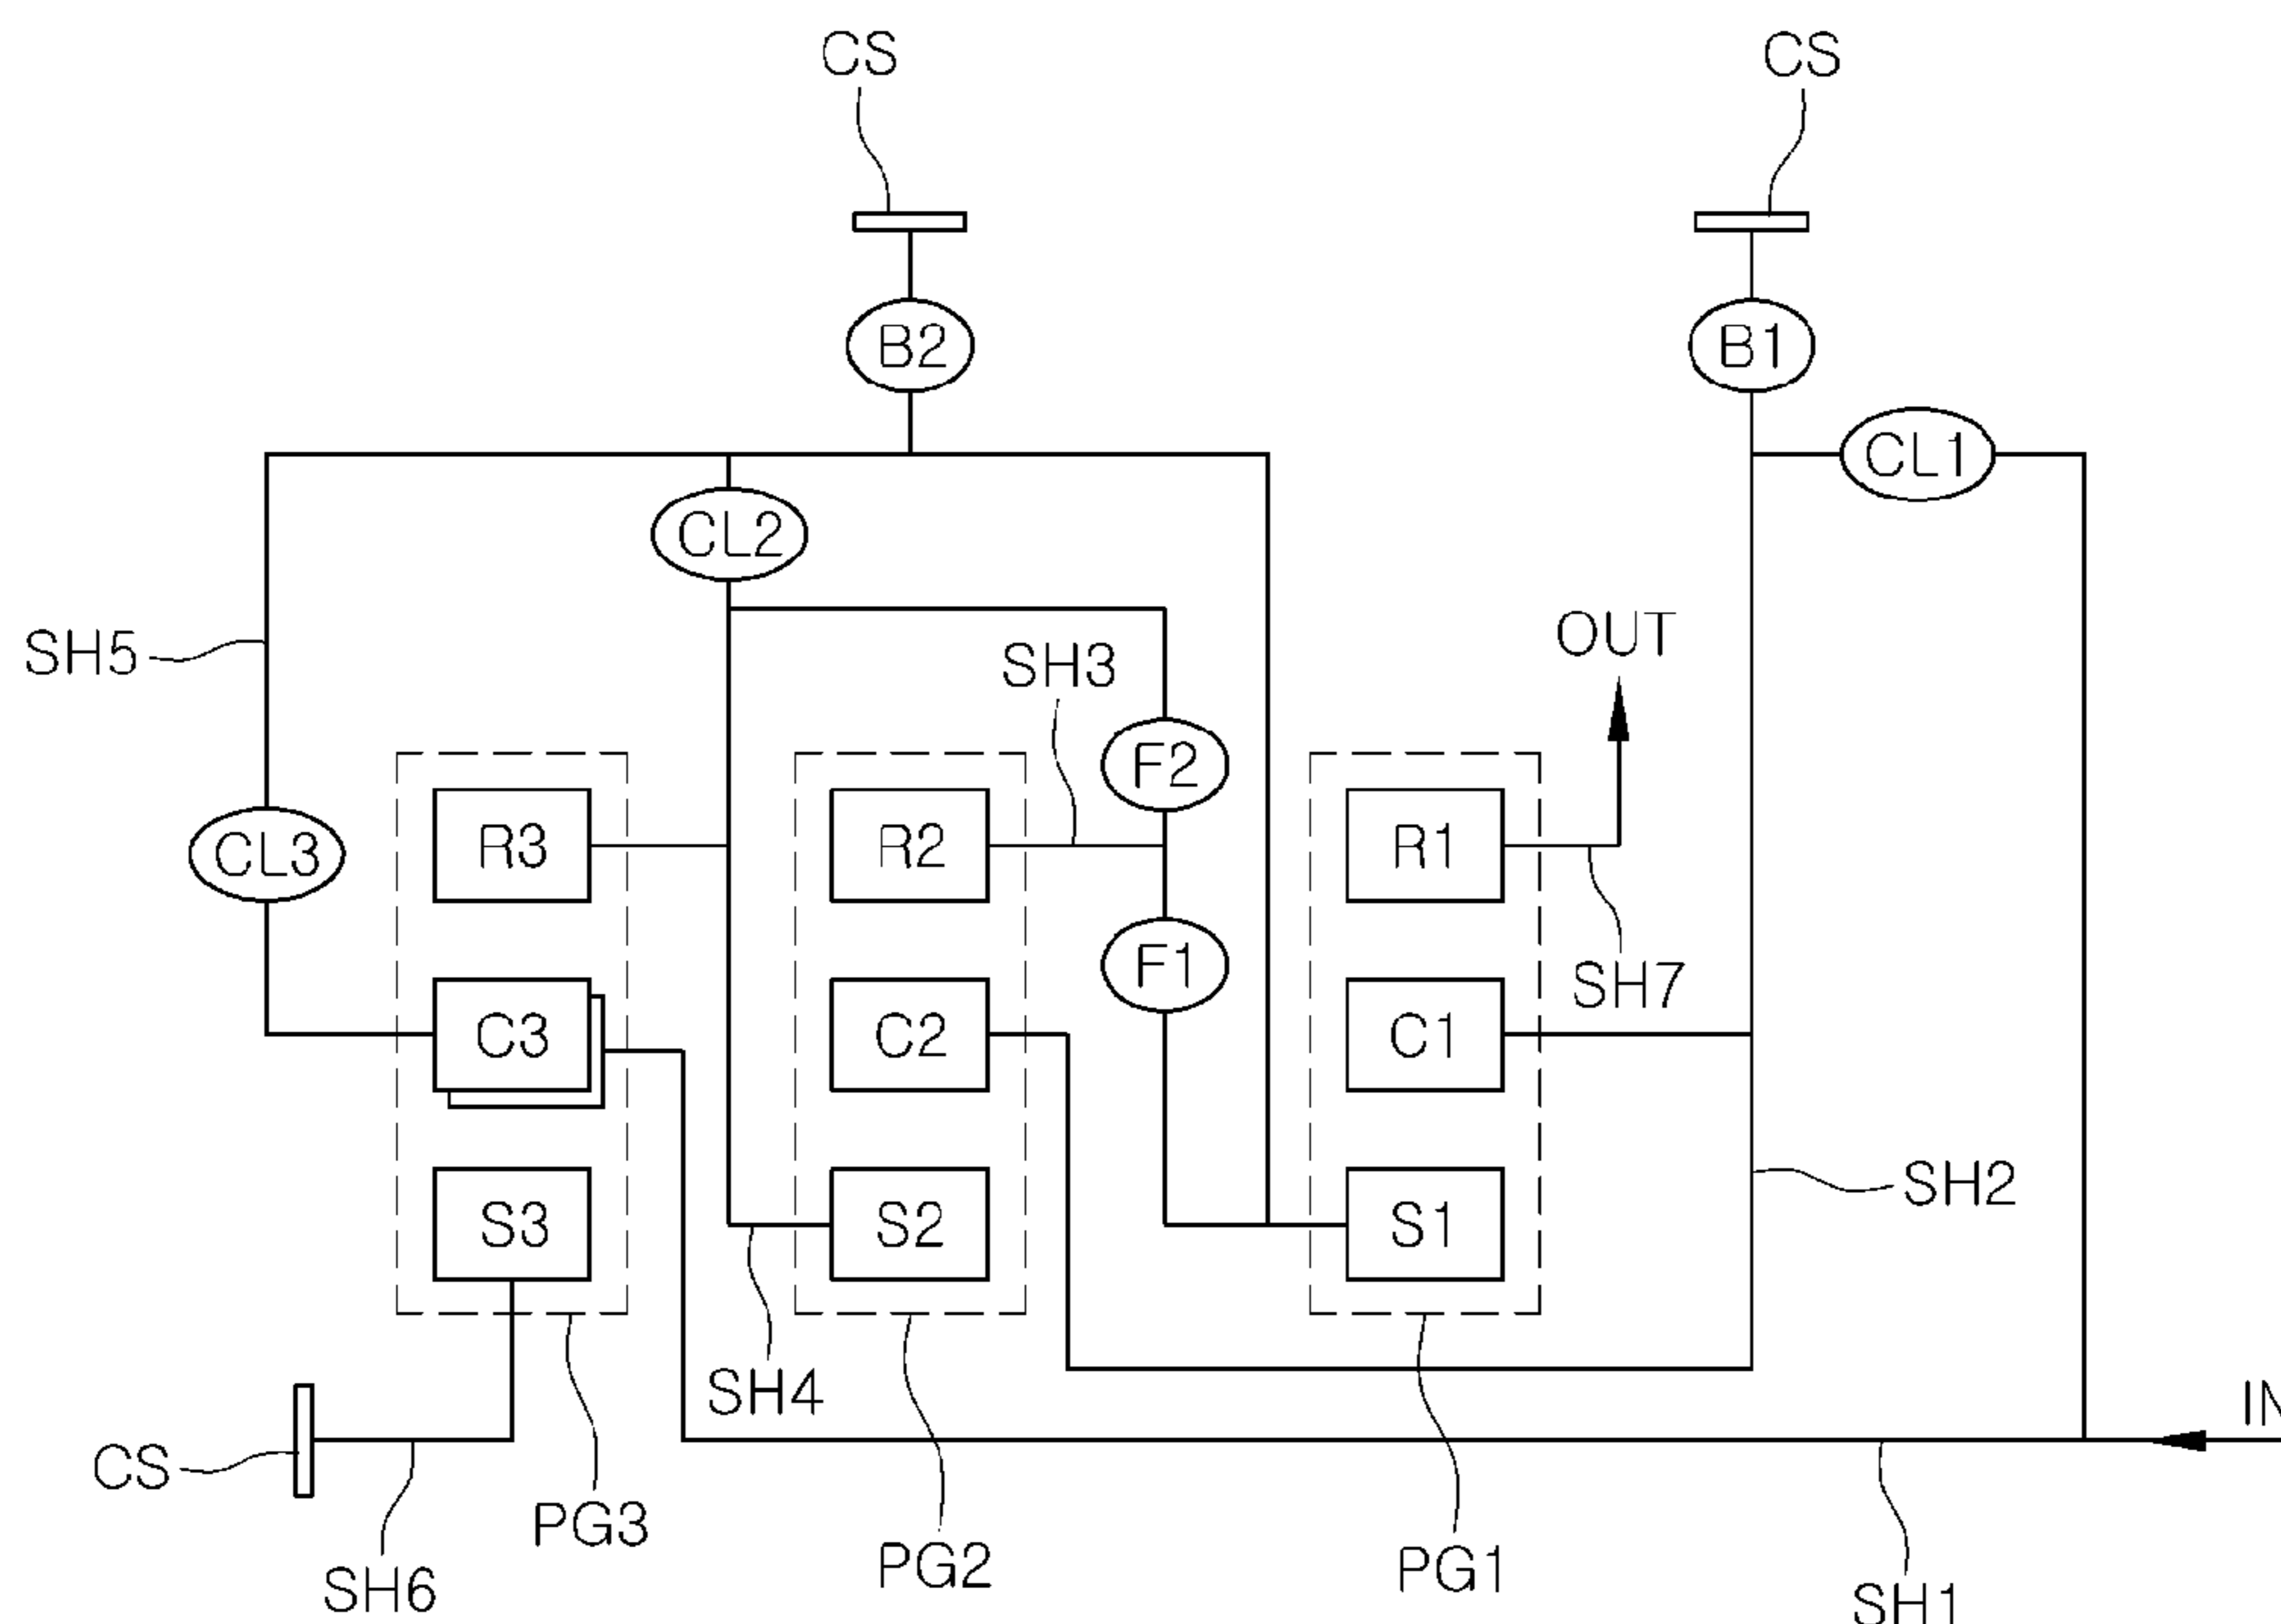 CS
CS
B2
B1
CL1
CL2
OUT
SH5
SH3
F2
R3
R2
R1
CL3
F1
SH7
C3
C2
C1
SH2
S3
S2
S1
SH4
IN
CS
PG3
PG2
PG1
SH6
SH1